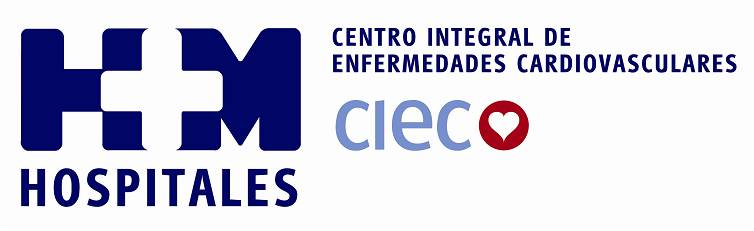 HM
HOSPITALES
CENTRO INTEGRAL DE
ENFERMEDADES CARDIOVASCULARES
ciec